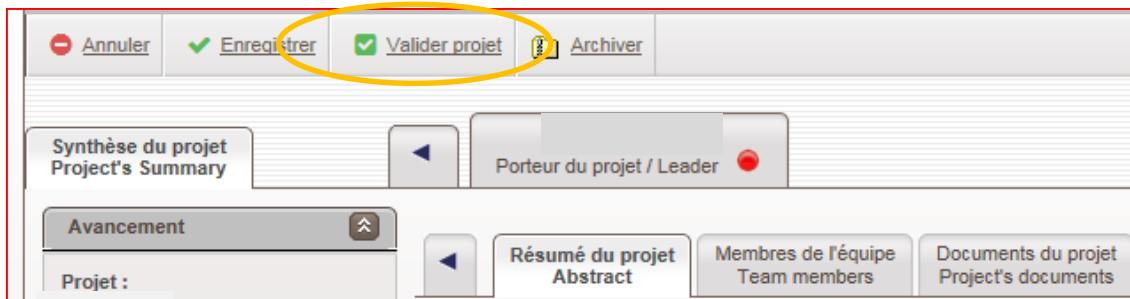 Annuler Enregistrer Valider projet Archiver
Synthèse du projet
Project's Summary
Porteur du projet / Leader
Avancement
Résumé du projet
Abstract
Membres de l'équipe
Team members
Documents du projet
Project's documents
Projet :